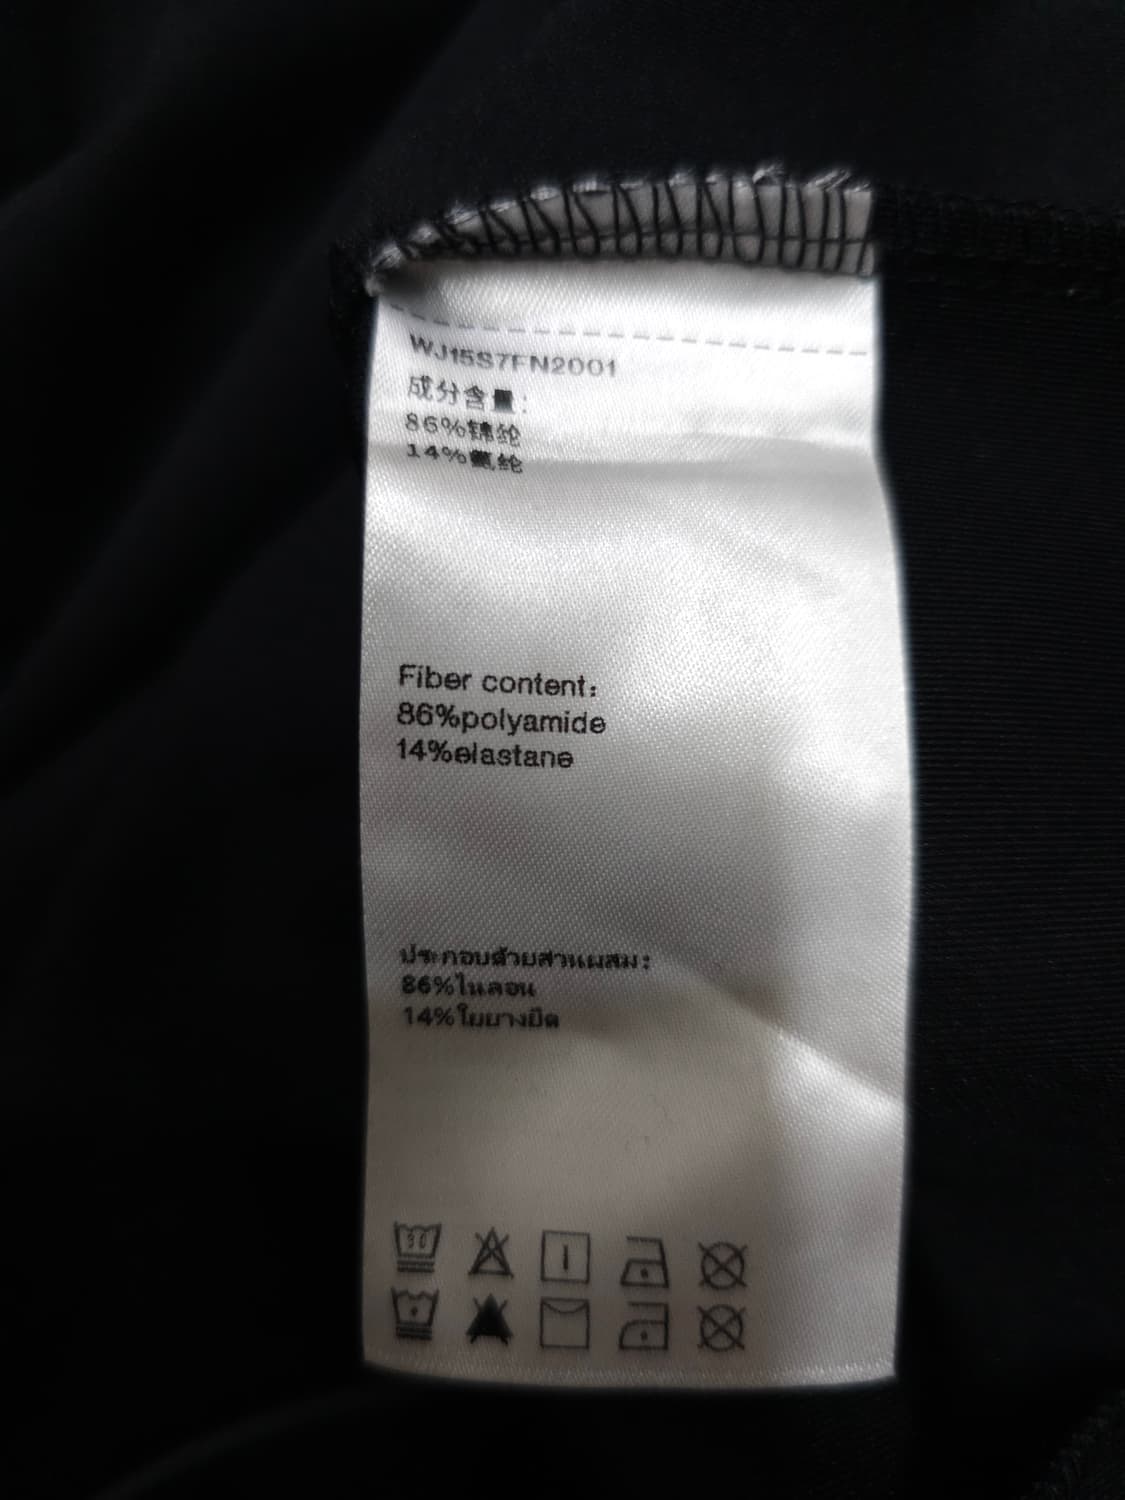 WJ15S7FN2001
成分含量:
86%锦纶
14%氨纶
Fiber content:
86%polyamide
14%elastane
ประกอบด้วยส่วนผสม:
86%ไนลอน
14%ใยยางยืด
30